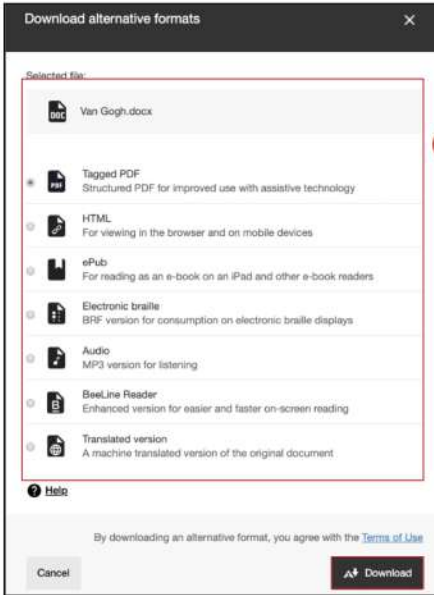 Download alternative formats
Selected file:
DOC
Van Gogh.docx
PDF
Tagged PDF
Structured PDF for improved use with assistive technology
HTML
For viewing in the browser and on mobile devices
ePub
For reading as an e-book on an iPad and other e-book readers
Electronic braille
BRF version for consumption on electronic braille displays
Audio
MP3 version for listening
B
BeeLine Reader
Enhanced version for easier and faster on-screen reading
Translated version
A machine translated version of the original document
? Help
By downloading an alternative format, you agree with the Terms of Use
Cancel
Download